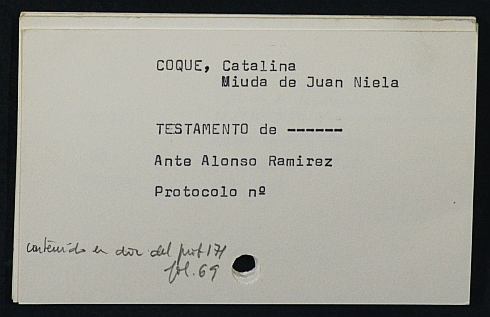 COQUE, Catalina
Miuda de Juan Niela
TESTAMENTO de ------
Ante Alonso Ramirez
Protocolo nº
contenido en doc del prot 171
fol. 69